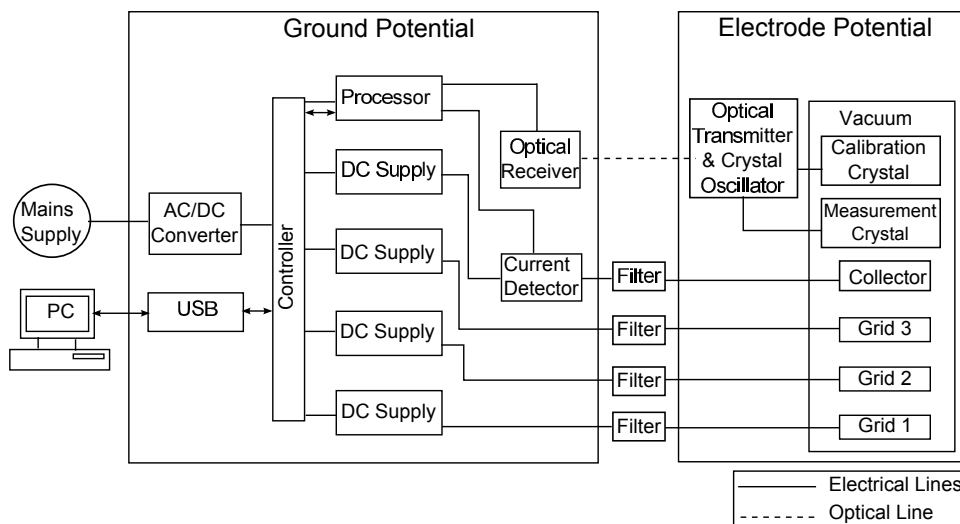 Ground Potential
Electrode Potential
Processor
Optical
Receiver
Optical
Transmitter
& Crystal
Oscillator
Vacuum
Calibration
Crystal
Measurement
Crystal
DC Supply
Mains
Supply
AC/DC
Converter
Controller
DC Supply
Current
Detector
Filter
Collector
PC
USB
DC Supply
Filter
Grid 3
Filter
Grid 2
DC Supply
Filter
Grid 1
Electrical Lines
Optical Line